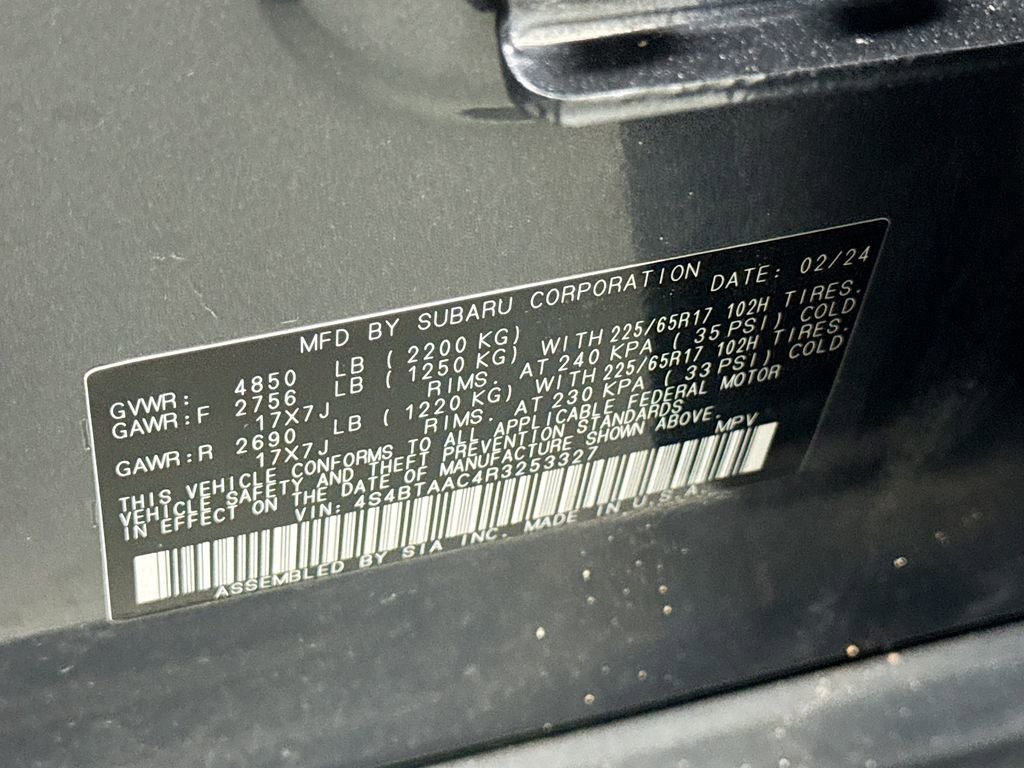 MFD BY SUBARU CORPORATION DATE: 02/24
GVWR: 4850 LB ( 2200 KG)
GAWR:F 2756 LB ( 1250 KG) WITH 225/65R17 102H TIRES.
17X7J RIMS. AT 240 KPA ( 35 PSI) COLD
GAWR:R 2690 LB ( 1220 KG) WITH 225/65R17 102H TIRES.
17X7J RIMS. AT 230 KPA ( 33 PSI) COLD
THIS VEHICLE CONFORMS TO ALL APPLICABLE FEDERAL MOTOR
VEHICLE SAFETY AND THEFT PREVENTION STANDARDS
IN EFFECT ON THE DATE OF MANUFACTURE SHOWN ABOVE.
VIN: 4S4BTAAC4R3253327 MPV
ASSEMBLED BY SIA INC. MADE IN U.S.A.